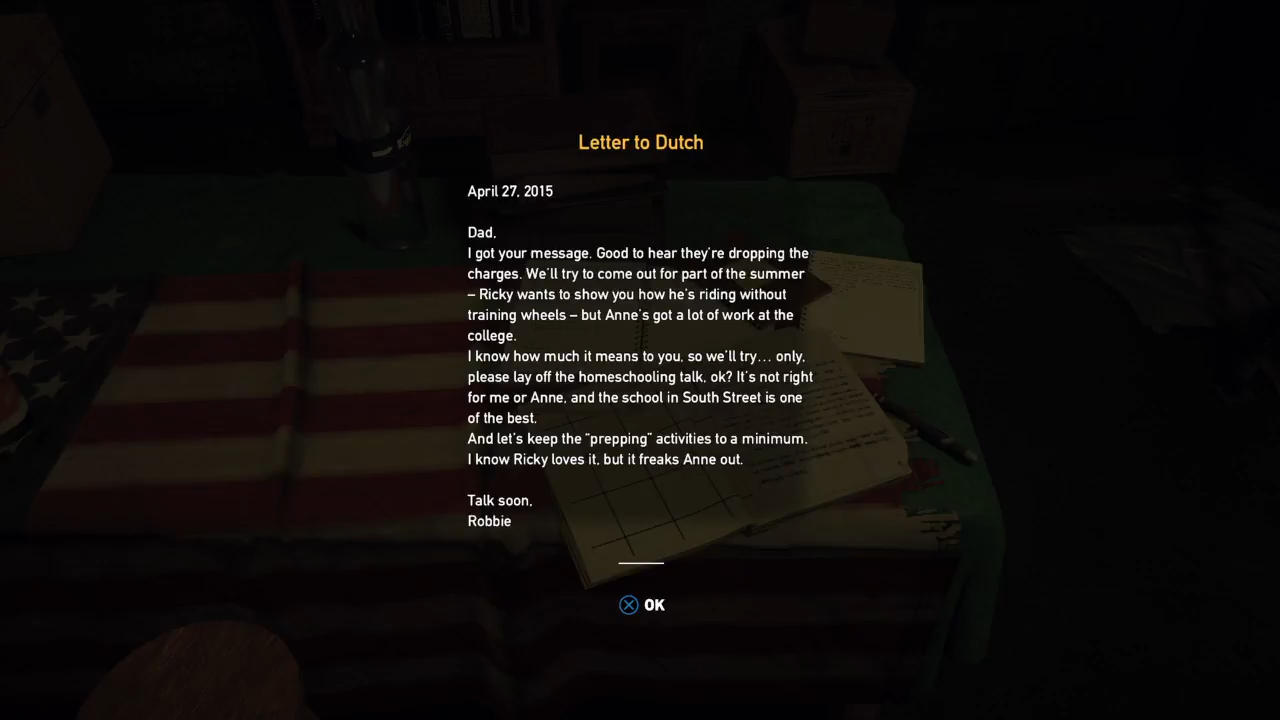 Letter to Dutch
April 27, 2015
Dad,
I got your message. Good to hear they're dropping the
charges. We'll try to come out for part of the summer
– Ricky wants to show you how he's riding without
training wheels – but Anne's got a lot of work at the
college.
I know how much it means to you, so we'll try... only,
please lay off the homeschooling talk, ok? It's not right
for me or Anne, and the school in South Street is one
of the best.
And let's keep the "prepping" activities to a minimum.
I know Ricky loves it, but it freaks Anne out.
Talk soon,
Robbie
OK